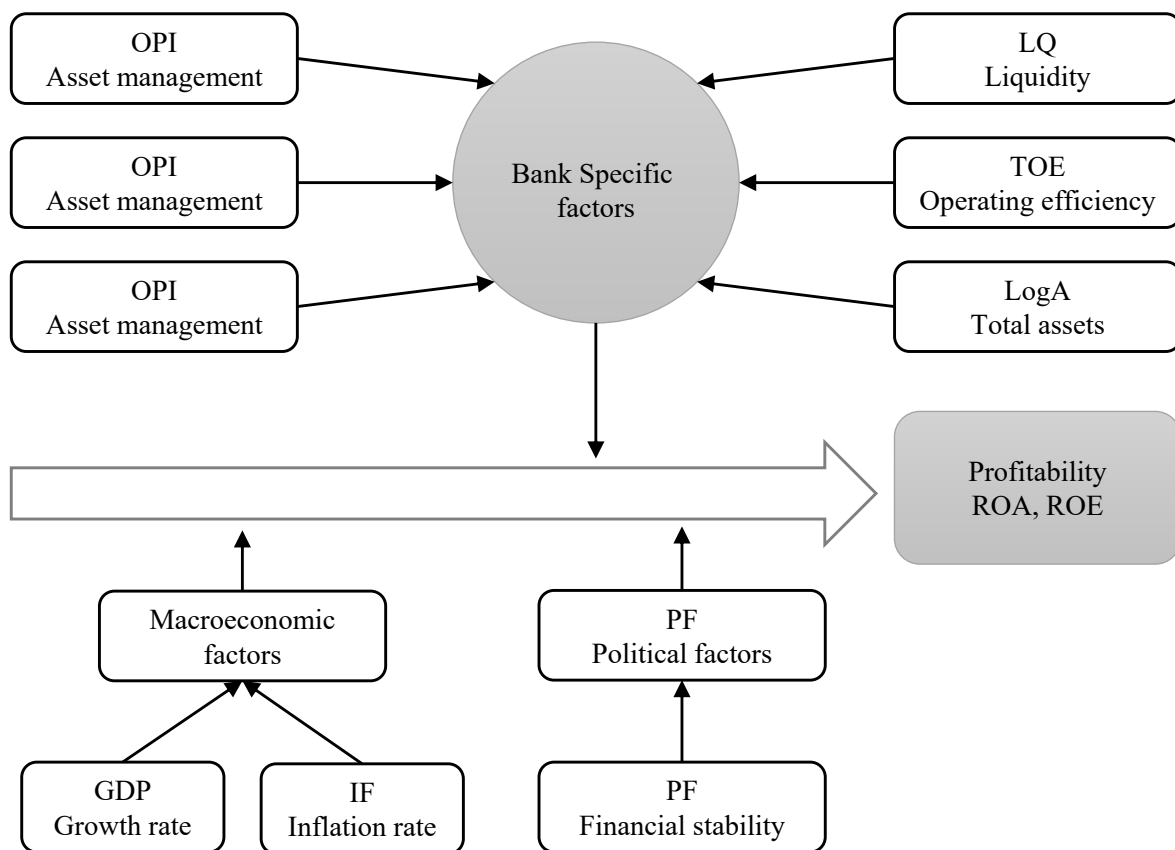 OPI
Asset management
LQ
Liquidity
OPI
Asset management
Bank Specific
factors
TOE
Operating efficiency
OPI
Asset management
LogA
Total assets
Profitability
ROA, ROE
Macroeconomic
factors
PF
Political factors
GDP
Growth rate
IF
Inflation rate
PF
Financial stability